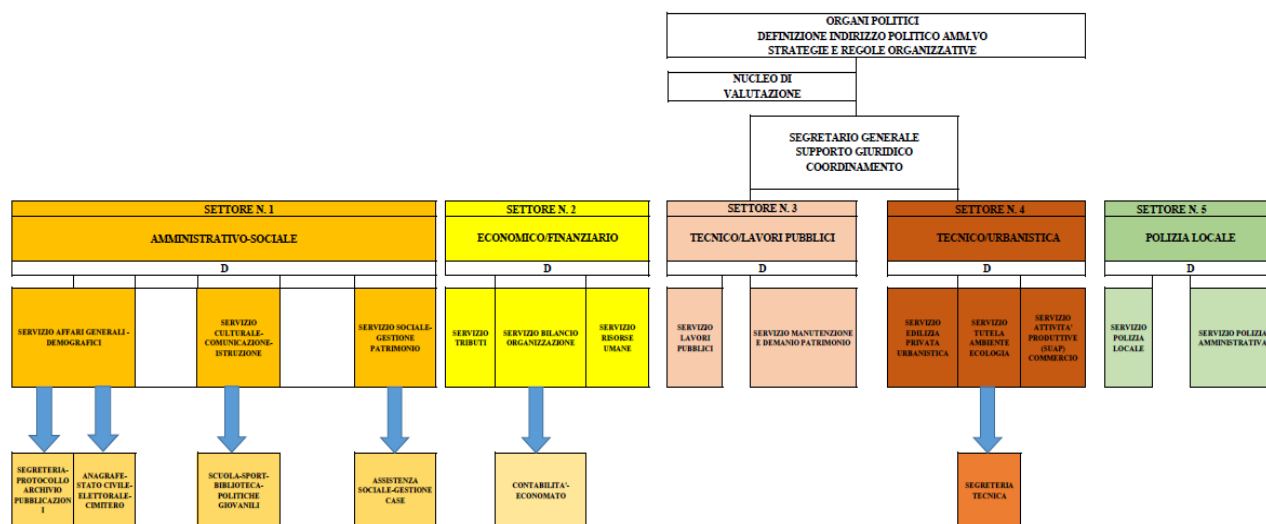 ORGANI POLITICI
DEFINIZIONE INDIRIZZO POLITICO AMM.VO
STRATEGIE E REGOLE ORGANIZZATIVE
NUCLEO DI
VALUTAZIONE
SEGRETARIO GENERALE
SUPPORTO GIURIDICO
COORDINAMENTO
SETTORE N. 1
AMMINISTRATIVO-SOCIALE
D
SETTORE N. 2
ECONOMICO/FINANZIARIO
D
SETTORE N. 3
TECNICO/LAVORI PUBBLICI
D
SETTORE N. 4
TECNICO/URBANISTICA
D
SETTORE N. 5
POLIZIA LOCALE
D
SERVIZIO AFFARI GENERALI -
DEMOGRAFICI
SERVIZIO
CULTURALE-
COMUNICAZIONE-
ISTRUZIONE
SERVIZIO SOCIALE-
GESTIONE
PATRIMONIO
SERVIZIO
TRIBUTI
SERVIZIO BILANCIO
ORGANIZZAZIONE
SERVIZIO
RISORSE
UMANE
SERVIZIO
LAVORI
PUBBLICI
SERVIZIO MANUTENZIONE
E DEMANIO PATRIMONIO
SERVIZIO
EDILIZIA
PRIVATA
URBANISTICA
SERVIZIO
TUTELA
AMBIENTE
ECOLOGIA
SERVIZIO
ATTIVITA'
PRODUTTIVE
(SUAP)
COMMERCIO
SERVIZIO
POLIZIA
LOCALE
SERVIZIO POLIZIA
AMMINISTRATIVA
SEGRETERIA-
PROTOCOLLO
ARCHIVIO
PUBBLICAZION
I
ANAGRAFE-
STATO CIVILE-
ELETTORALE-
CIMITERO
SCUOLA-SPORT-
BIBLIOTECA-
POLITICHE
GIOVANILI
ASSISTENZA
SOCIALE-GESTIONE
CASE
CONTABILITA'-
ECONOMATO
SEGRETERIA
TECNICA